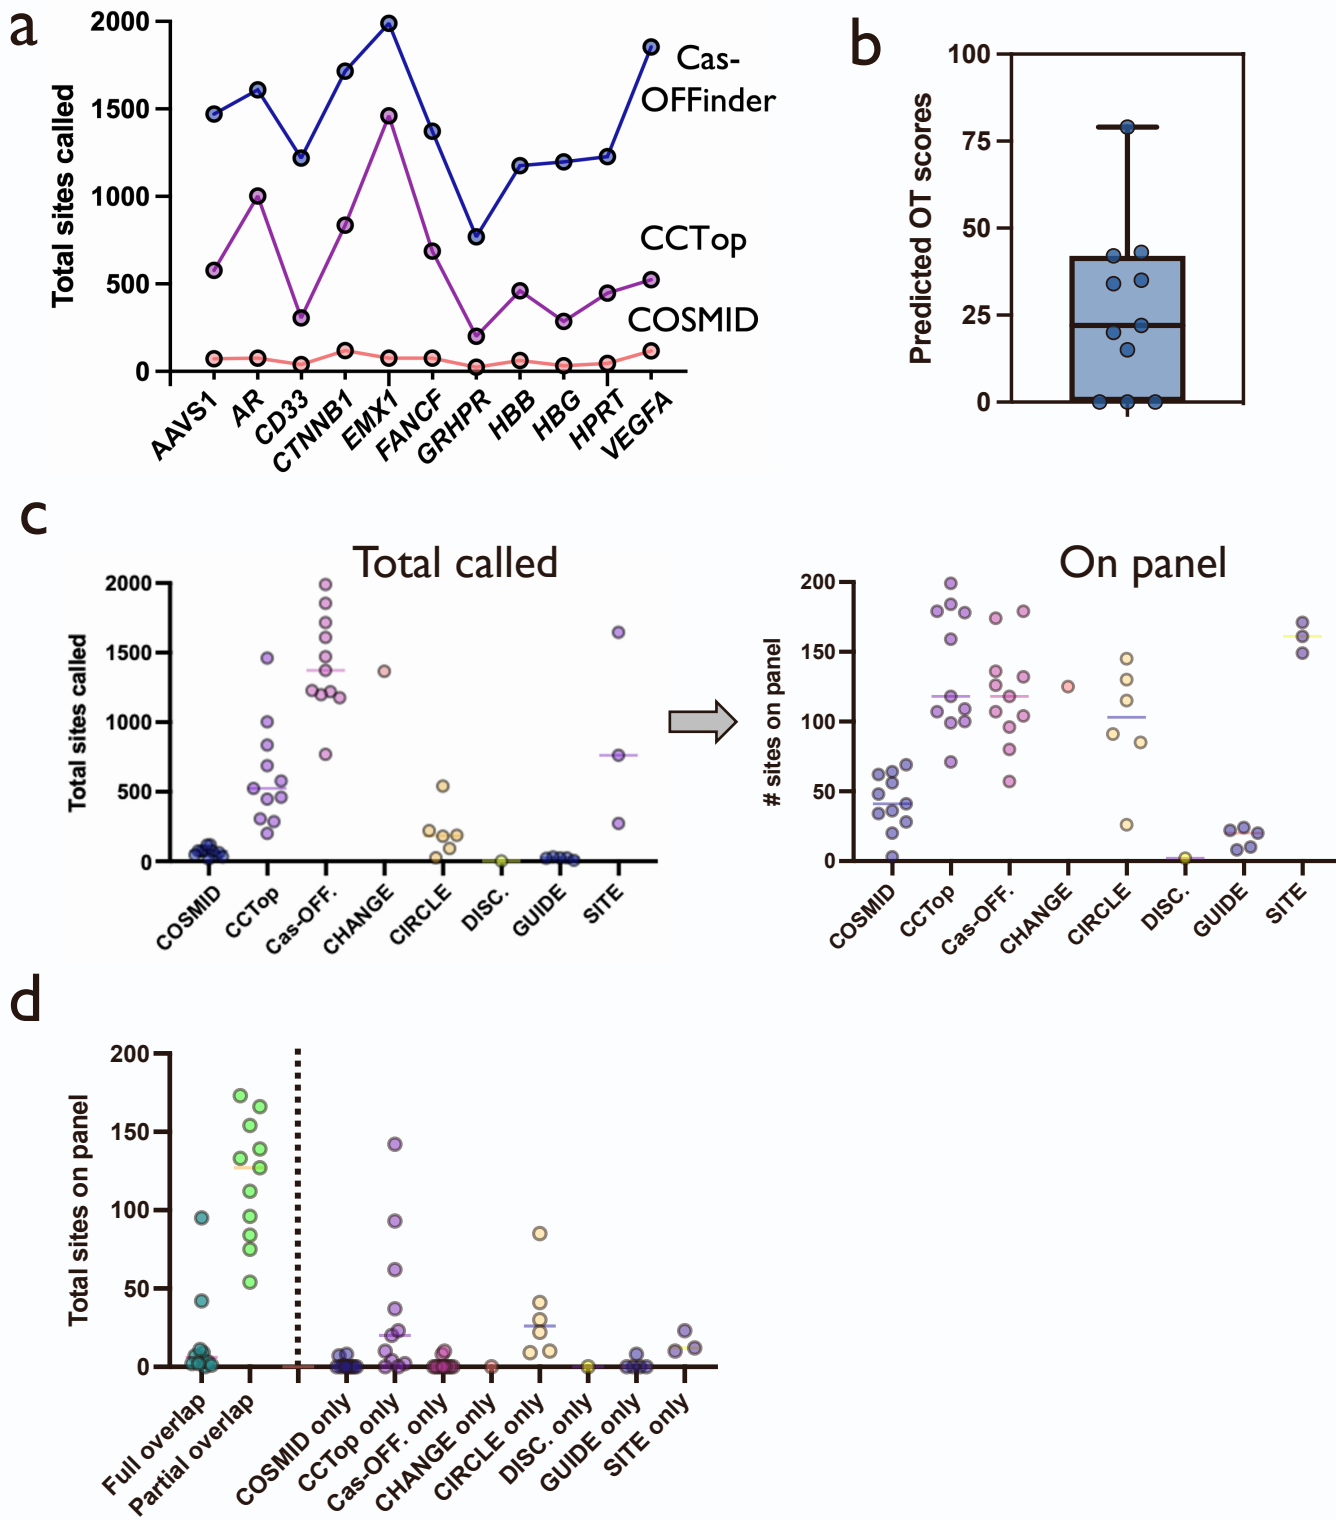 a
Total sites called
2000
1500
1000
500
0
Cas-
OFFinder
CCTop
COSMID
AAVS1
AR
CD33
CTNNB1
EMX1
FANCF
GRHPR
HBB
HBG
HPRT
VEGFA
b
Predicted OT scores
100
75
50
25
0
c
Total called
Total sites called
2000
1500
1000
500
0
COSMID
CCTop
Cas-OFF.
CHANGE
CIRCLE
DISC.
GUIDE
SITE
On panel
# sites on panel
200
150
100
50
0
COSMID
CCTop
Cas-OFF.
CHANGE
CIRCLE
DISC.
GUIDE
SITE
d
Total sites on panel
200
150
100
50
0
Full overlap
Partial overlap
COSMID only
CCTop only
Cas-OFF. only
CHANGE only
CIRCLE only
DISC. only
GUIDE only
SITE only